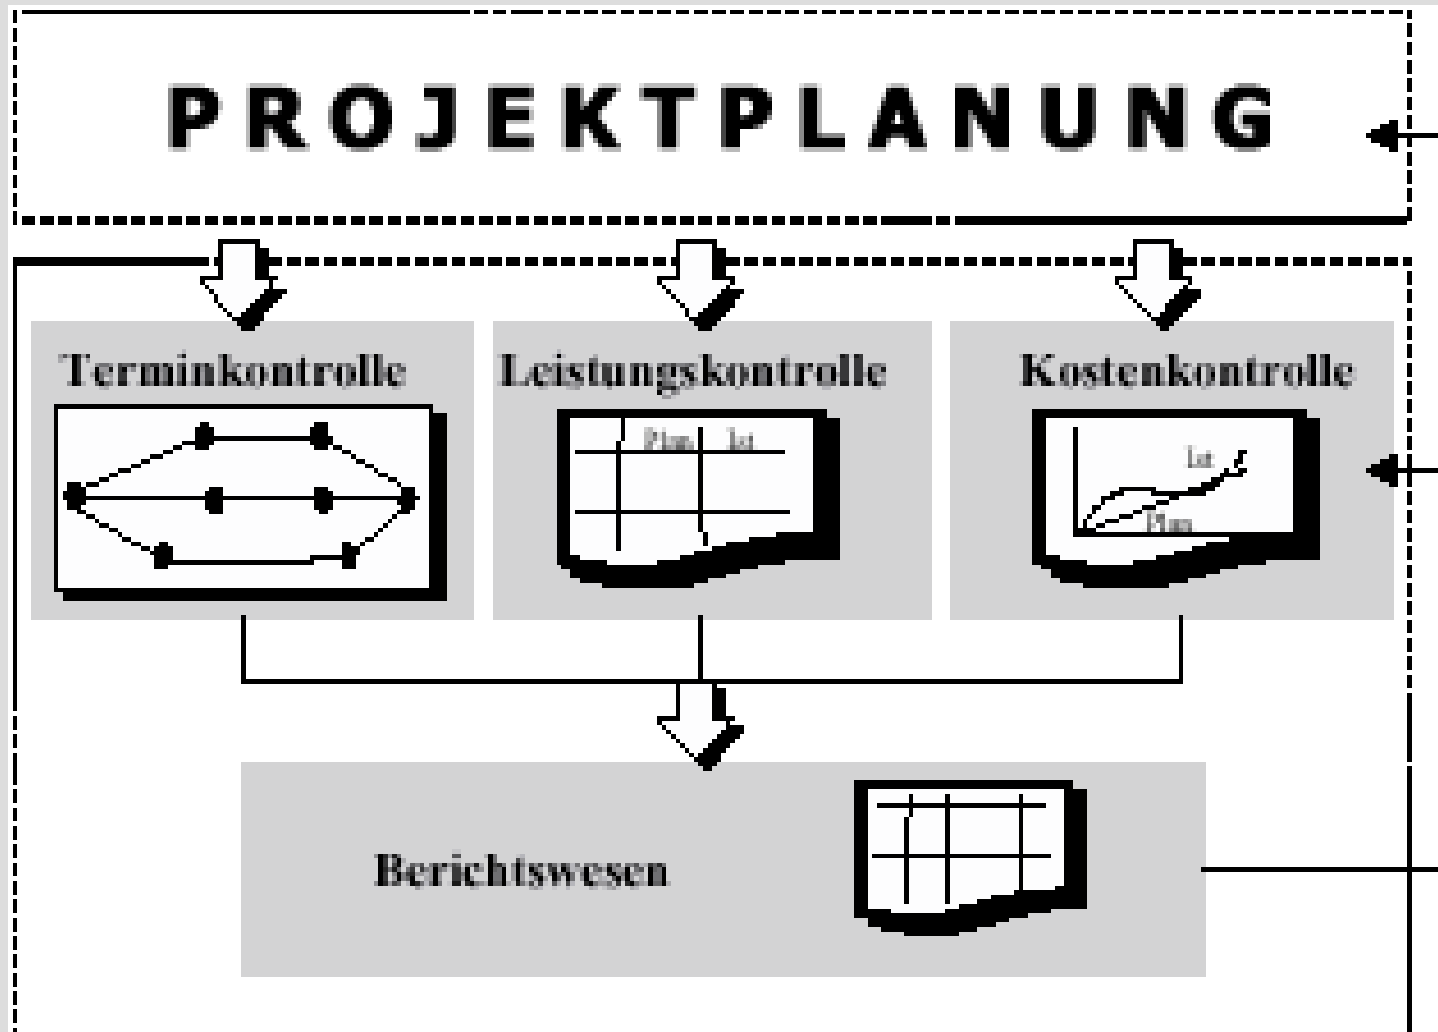 PROJEKTPLANUNG
Terminkontrolle
Leistungskontrolle
Kostenkontrolle
Plan Ist
Ist
Plan
Berichtswesen